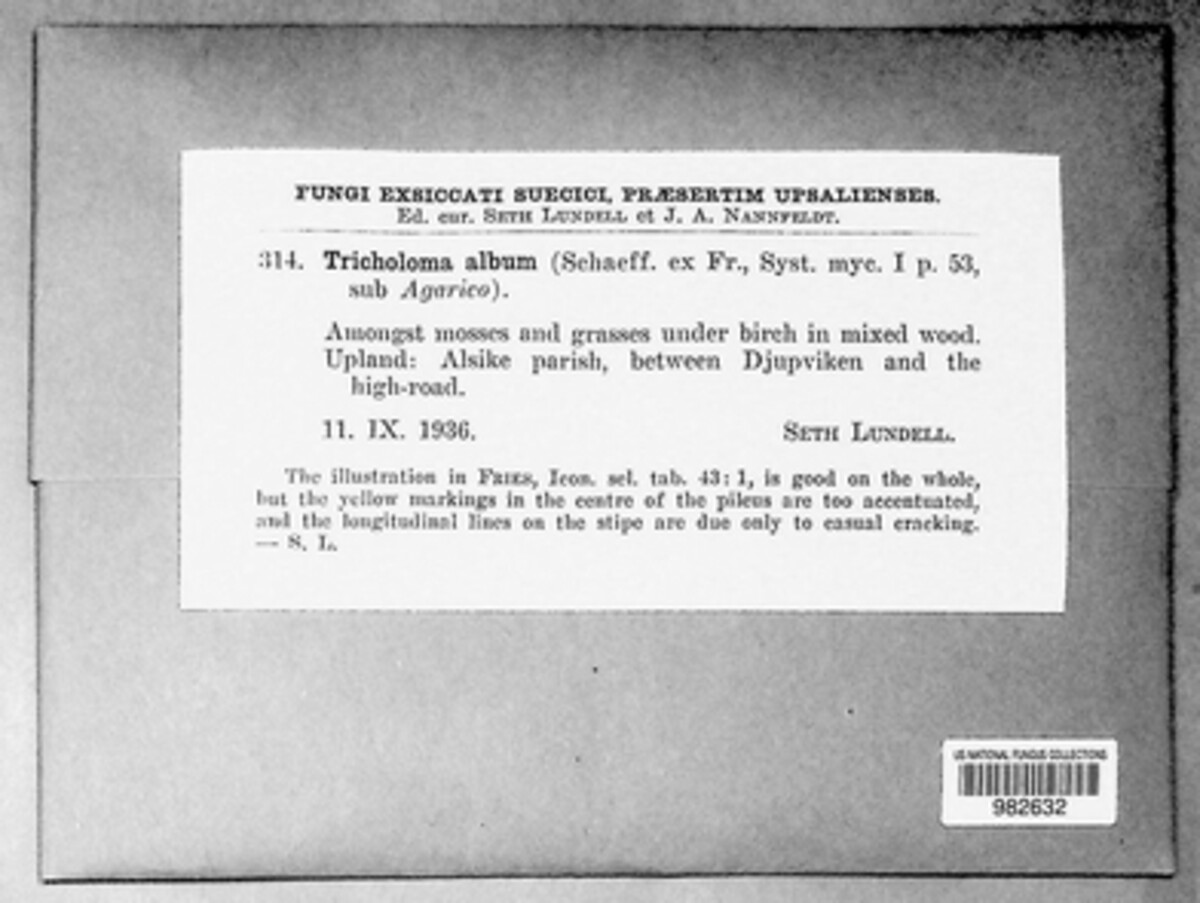 FUNGI EXSICCATI SUECICI, PRÆSERTIM UPSALIENSES.
Ed. cur. SETH LUNDELL et J. A. NANNFELDT.
314. Tricholoma album (Schaeff. ex Fr., Syst. myc. I p. 53,
sub Agarico).
Amongst mosses and grasses under birch in mixed wood.
Upland: Alsike parish, between Djupviken and the
high-road.
11. IX. 1936. SETH LUNDELL.
The illustration in FRIES, Icon. sel. tab. 43: 1, is good on the whole,
but the yellow markings in the centre of the pileus are too accentuated,
and the longitudinal lines on the stipe are due only to casual cracking.
— S. L.
US NATIONAL FUNGUS COLLECTIONS
982632